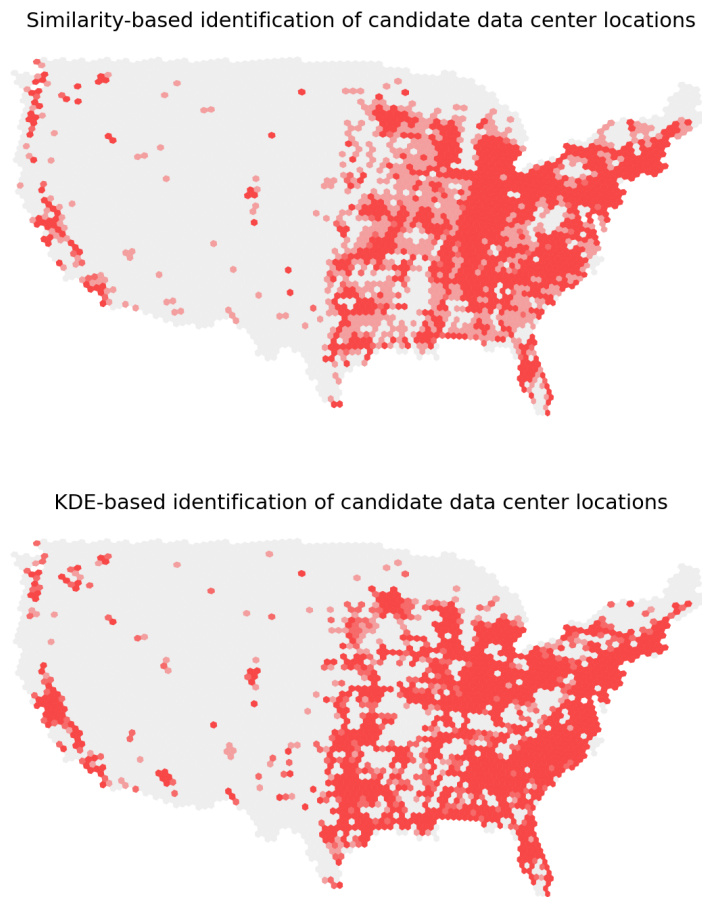 Similarity-based identification of candidate data center locations
KDE-based identification of candidate data center locations